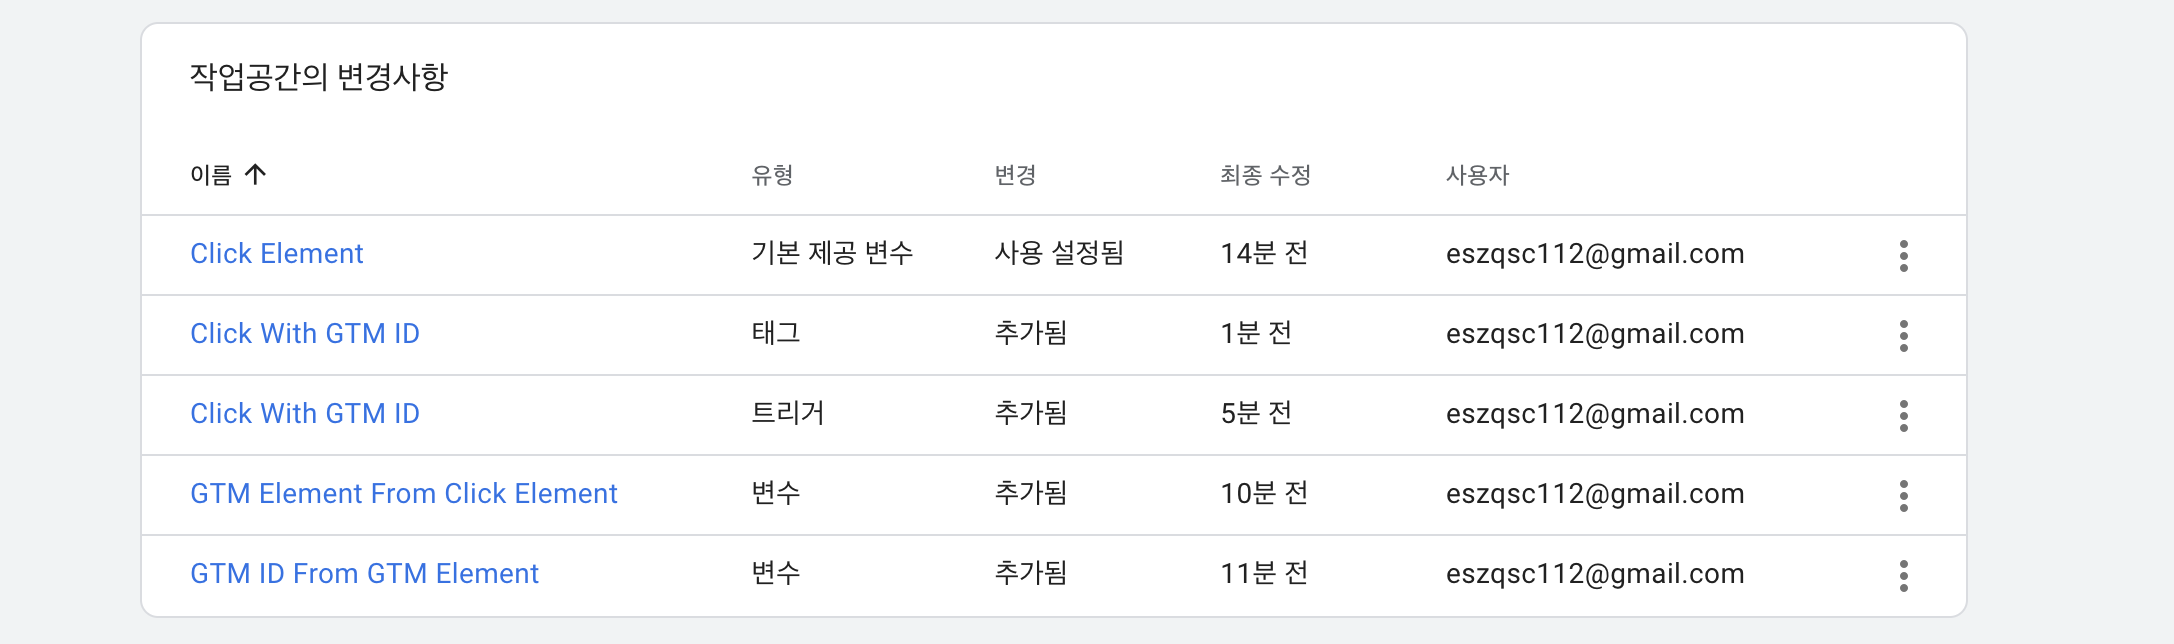 작업공간의 변경사항
이름 ↑ 유형 변경 최종 수정 사용자
Click Element 기본 제공 변수 사용 설정됨 14분 전 eszqsc112@gmail.com
Click With GTM ID 태그 추가됨 1분 전 eszqsc112@gmail.com
Click With GTM ID 트리거 추가됨 5분 전 eszqsc112@gmail.com
GTM Element From Click Element 변수 추가됨 10분 전 eszqsc112@gmail.com
GTM ID From GTM Element 변수 추가됨 11분 전 eszqsc112@gmail.com